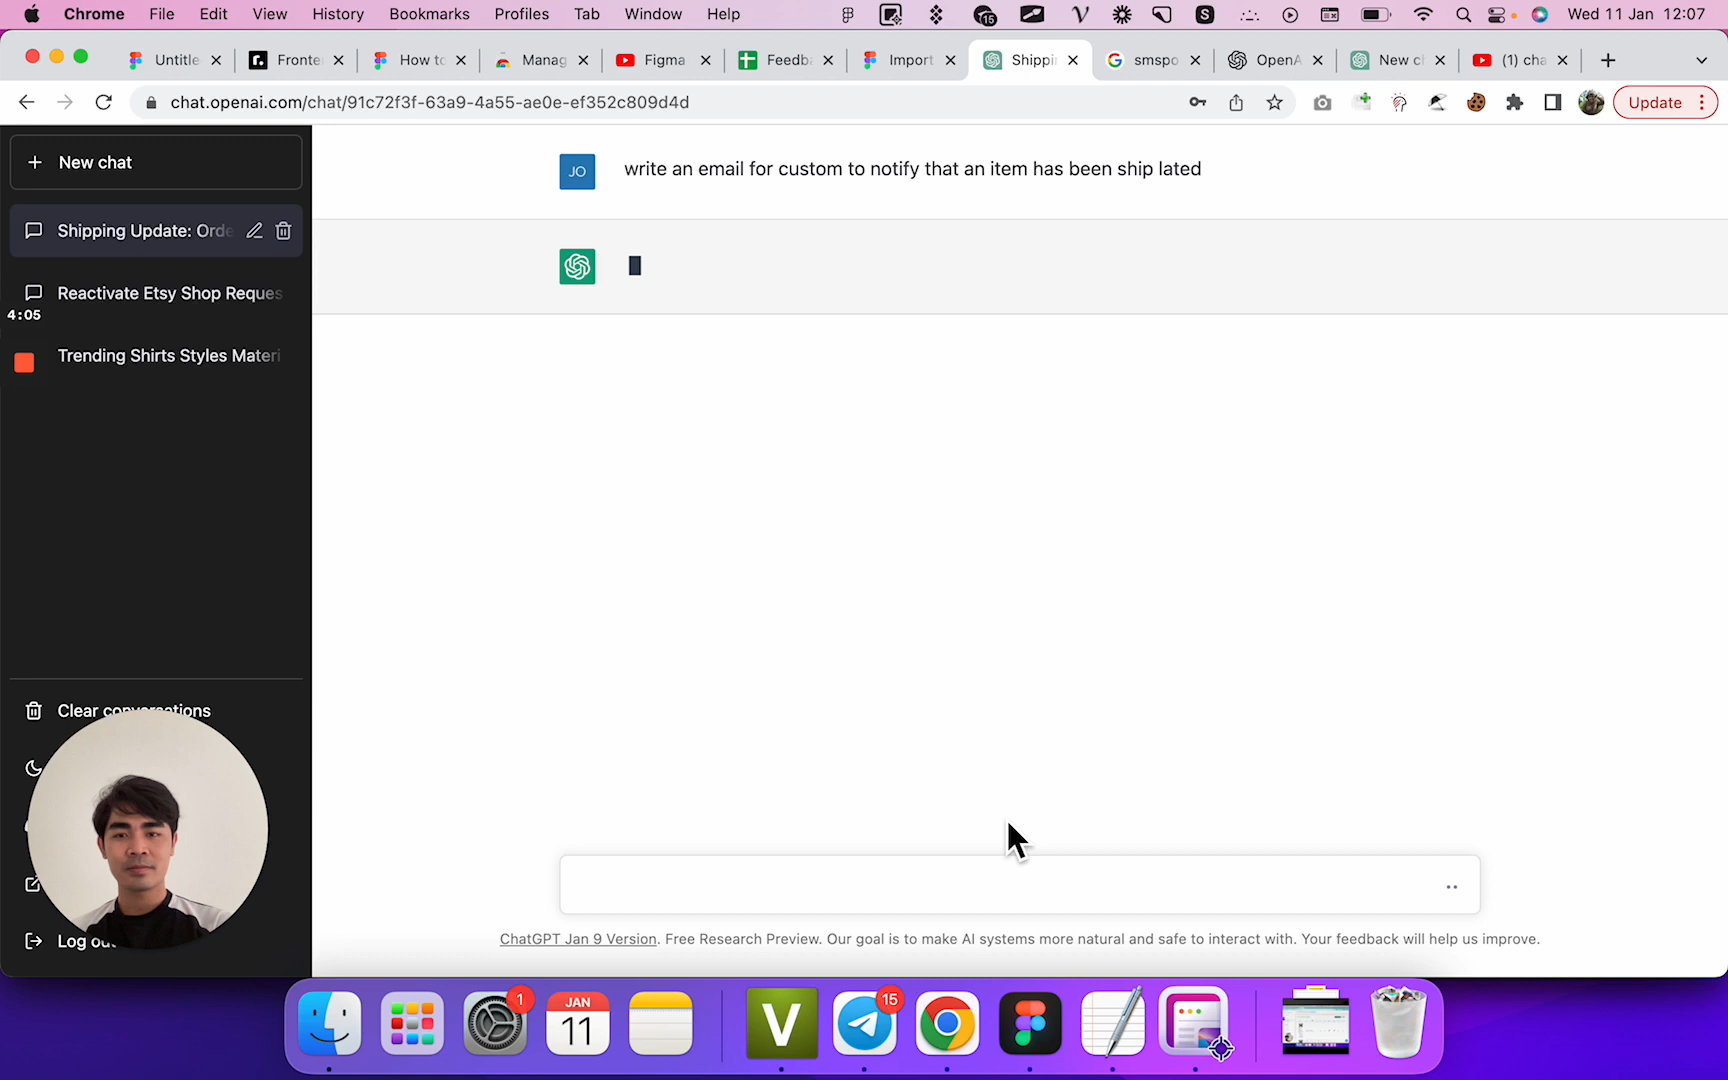 Chrome File Edit View History Bookmarks Profiles Tab Window Help 15 S Wed 11 Jan 12:07
Untitle Fronte How to Manag Figma Feedb Import Shippin smspo OpenA New c (1) cha
chat.openai.com/chat/91c72f3f-63a9-4a55-ae0e-ef352c809d4d Update
New chat
JO write an email for custom to notify that an item has been ship lated
Shipping Update: Orde
Reactivate Etsy Shop Reques
4:05
Trending Shirts Styles Materi
Clear conversations
Log out
ChatGPT Jan 9 Version. Free Research Preview. Our goal is to make AI systems more natural and safe to interact with. Your feedback will help us improve.
1 JAN 15
11 V